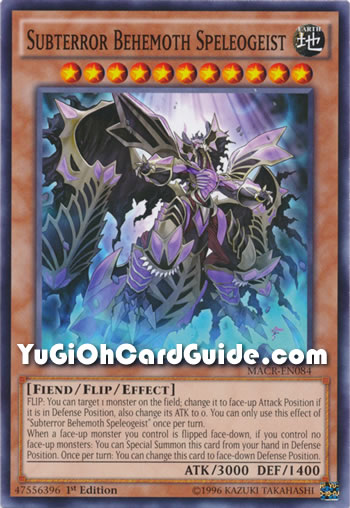 SUBTERROR BEHEMOTH SPELEOGEIST
EARTH
地
YuGiOhCardGuide.com
MACR-EN084
[FIEND/FLIP/EFFECT]
FLIP: You can target 1 monster on the field; change it to face-up Attack Position if
it is in Defense Position, also change its ATK to 0. You can only use this effect of
"Subterror Behemoth Speleogeist" once per turn.
When a face-up monster you control is flipped face-down, if you control
no face-up monsters: You can Special Summon this card from your hand in
Defense Position. Once per turn: You can change this card to face-down Defense Position.
ATK/3000 DEF/1400
47556396 1st Edition ©1996 KAZUKI TAKAHASHI